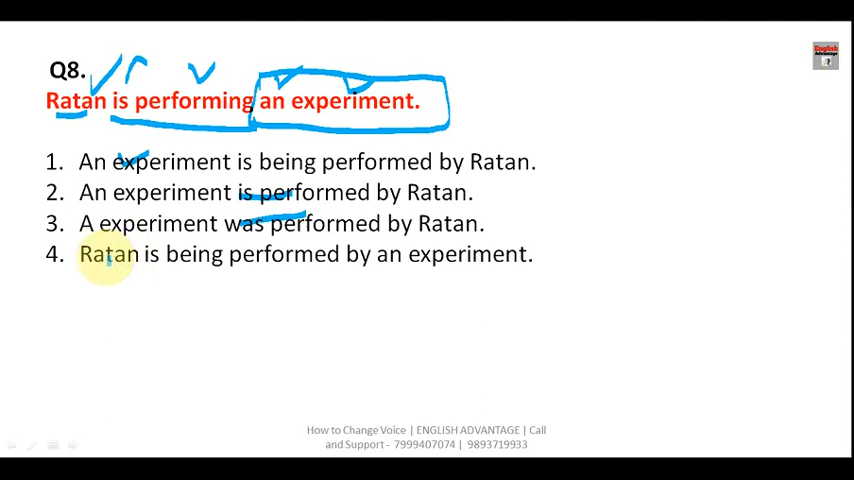 English
Advantage
Q8.
Ratan is performing an experiment.
1. An experiment is being performed by Ratan.
2. An experiment is performed by Ratan.
3. A experiment was performed by Ratan.
4. Ratan is being performed by an experiment.
How to Change Voice | ENGLISH ADVANTAGE | Call
and Support - 7999407074 | 9893719933